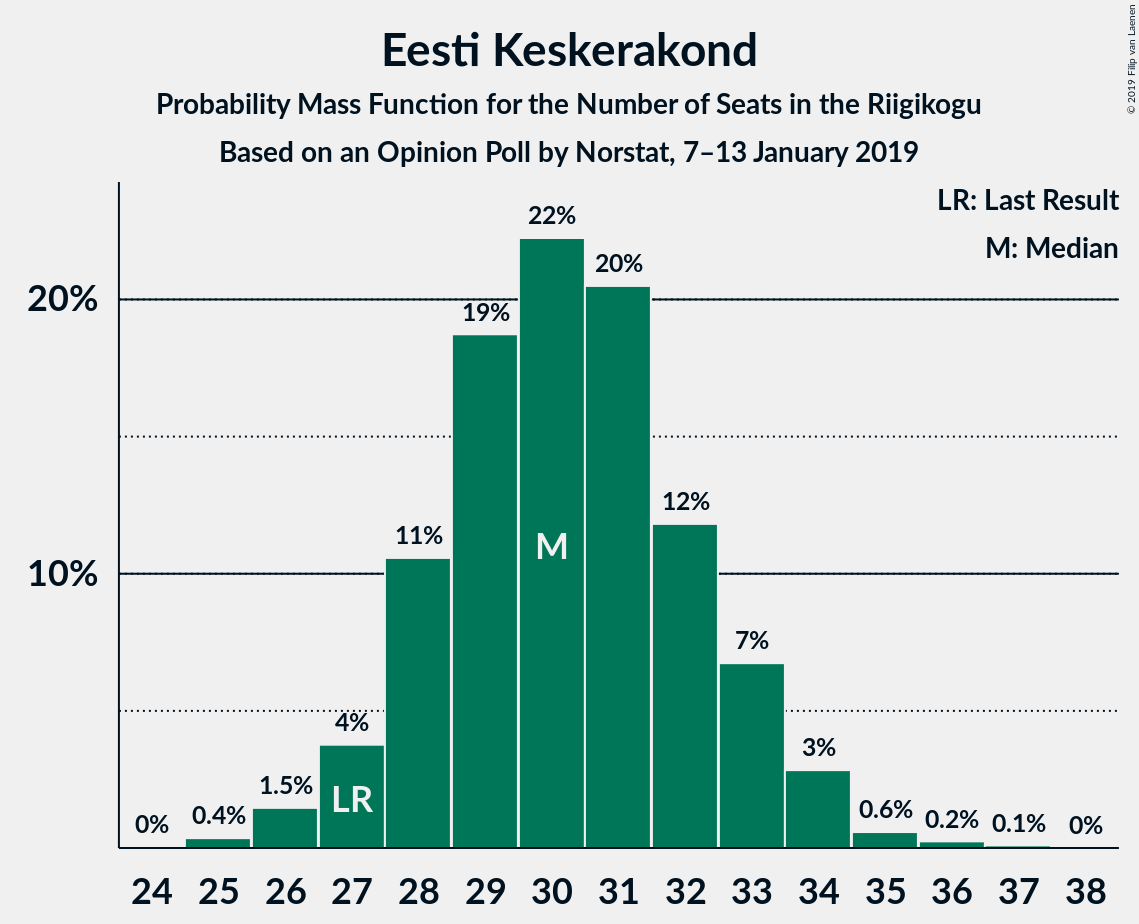 Eesti Keskerakond
Probability Mass Function for the Number of Seats in the Riigikogu
Based on an Opinion Poll by Norstat, 7–13 January 2019
© 2019 Filip van Laenen
LR: Last Result
M: Median
20%
10%
0%
0.4%
1.5%
4%
11%
19%
22%
20%
12%
7%
3%
0.6%
0.2%
0.1%
0%
LR
M
24 25 26 27 28 29 30 31 32 33 34 35 36 37 38